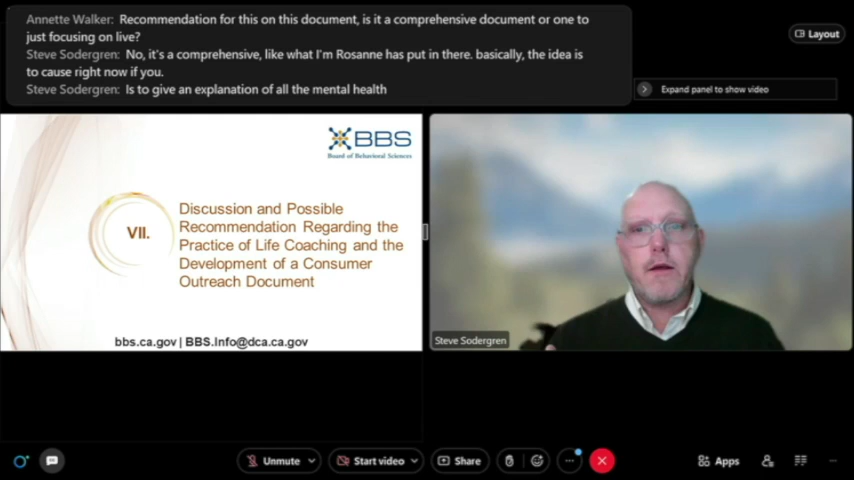 Annette Walker: Recommendation for this on this document, is it a comprehensive document or one to
just focusing on live?
Steve Sodergren: No, it's a comprehensive, like what I'm Rosanne has put in there. basically, the idea is
to cause right now if you.
Steve Sodergren: Is to give an explanation of all the mental health
Layout
Expand panel to show video
BBS
Board of Behavioral Sciences
VII.
Discussion and Possible
Recommendation Regarding the
Practice of Life Coaching and the
Development of a Consumer
Outreach Document
bbs.ca.gov | BBS.Info@dca.ca.gov
Steve Sodergren
Unmute
Start video
Share
Apps